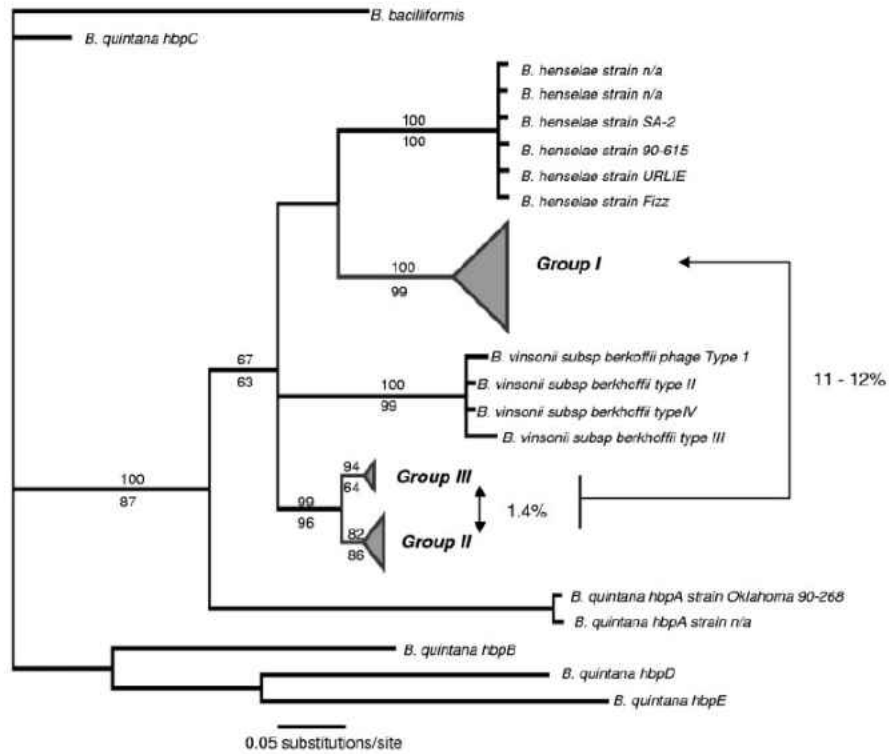 B. bacilliformis
B. quintana hbpC
B. henselae strain n/a
B. henselae strain n/a
100
100
B. henselae strain SA-2
B. henselae strain 90-615
B. henselae strain URLIE
B. henselae strain Fizz
100
99
Group I
67
63
B. vinsonii subsp berkoffii phage Type 1
11 - 12%
100
99
B. vinsonii subsp berkhoffii type II
B. vinsonii subsp berkhoffii typeIV
B. vinsonii subsp berkhoffii type III
100
87
94
64
Group III
99
96
1.4%
82
86
Group II
B. quintana hbpA strain Oklahoma 90-268
B. quintana hbpA strain n/a
B. quintana hbpB
B. quintana hbpD
B. quintana hbpE
0.05 substitutions/site